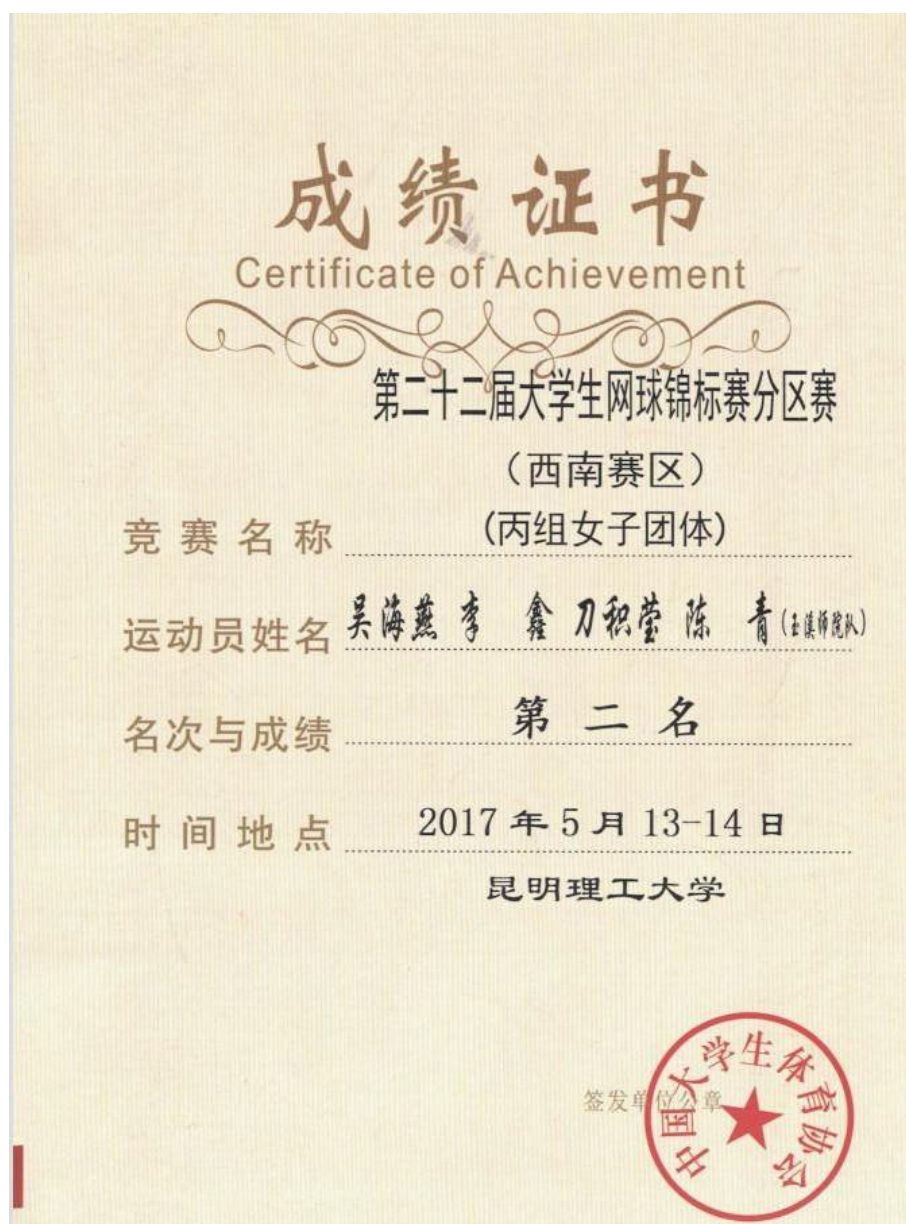 成绩证书
Certificate of Achievement
第二十二届大学生网球锦标赛分区赛
（西南赛区）
竞赛名称 (丙组女子团体)
运动员姓名 吴海燕 李 鑫 刀积莹 陈 青(玉溪师院队)
名次与成绩 第二名
时间地点 2017年5月13-14日
昆明理工大学
签发单位公章
中国大学生体育协会